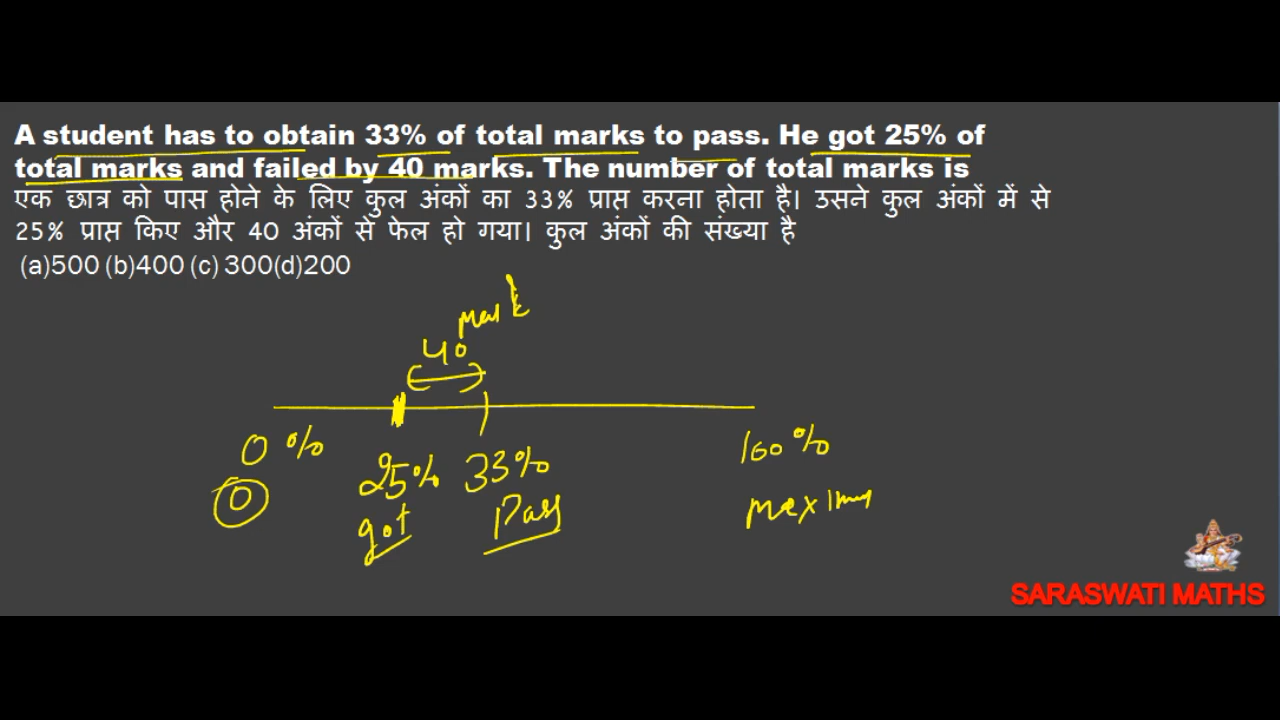 A student has to obtain 33% of total marks to pass. He got 25% of
total marks and failed by 40 marks. The number of total marks is
एक छात्र को पास होने के लिए कुल अंकों का 33% प्राप्त करना होता है। उसने कुल अंकों में से
25% प्राप्त किए और 40 अंकों से फेल हो गया। कुल अंकों की संख्या है
(a)500 (b)400 (c) 300(d)200
mark
40
0 % 25% 33% 100%
0 got Pass
SARASWATI MATHS